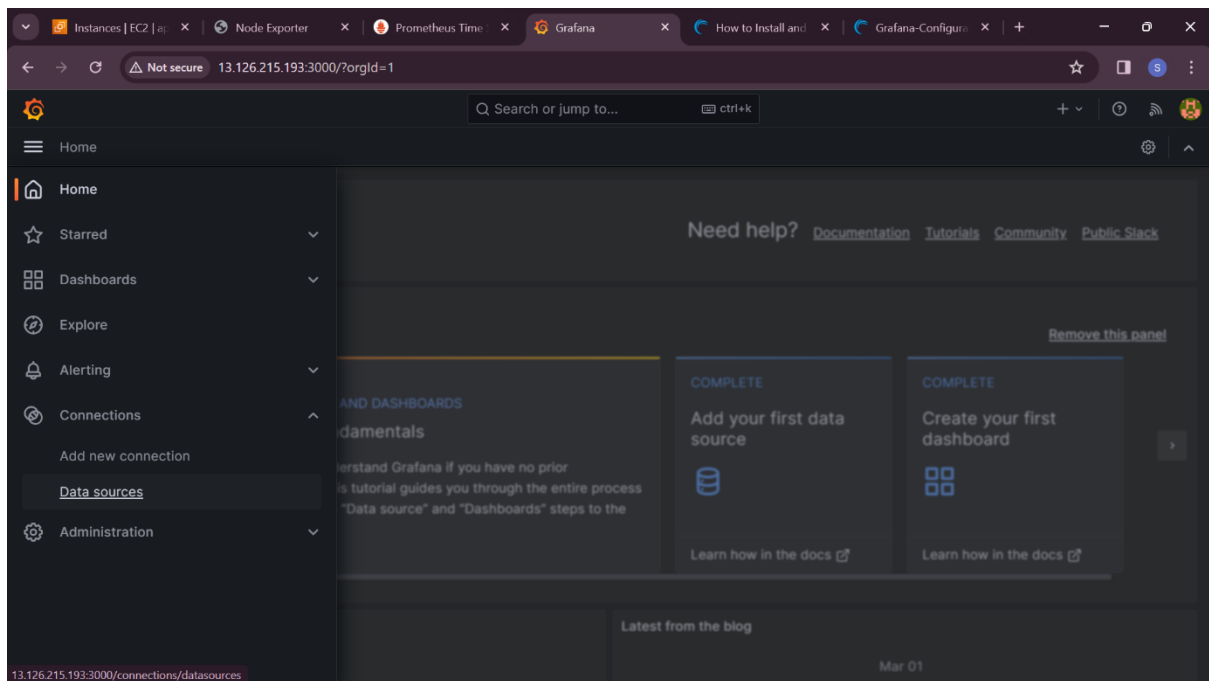 Instances | EC2 | ap
Node Exporter
Prometheus Time
Grafana
How to Install and
Grafana-Configura
Not secure
13.126.215.193:3000/?orgId=1
Search or jump to...
ctrl+k
Home
Home
Starred
Dashboards
Explore
Alerting
Connections
Add new connection
Data sources
Administration
Need help? Documentation Tutorials Community Public Slack
Remove this panel
AND DASHBOARDS
damentals
erstand Grafana if you have no prior
is tutorial guides you through the entire process
"Data source" and "Dashboards" steps to the
COMPLETE
Add your first data
source
Learn how in the docs
COMPLETE
Create your first
dashboard
Learn how in the docs
Latest from the blog
Mar 01
13.126.215.193:3000/connections/datasources
S